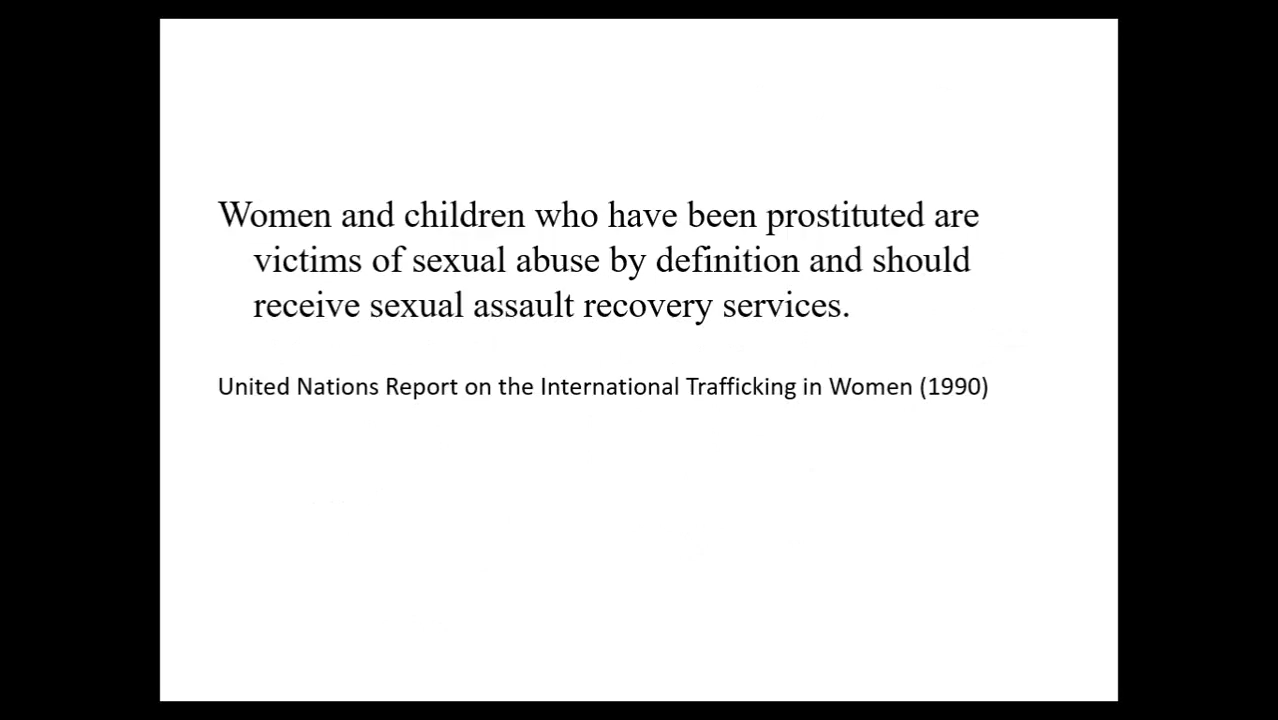 Women and children who have been prostituted are
victims of sexual abuse by definition and should
receive sexual assault recovery services.
United Nations Report on the International Trafficking in Women (1990)